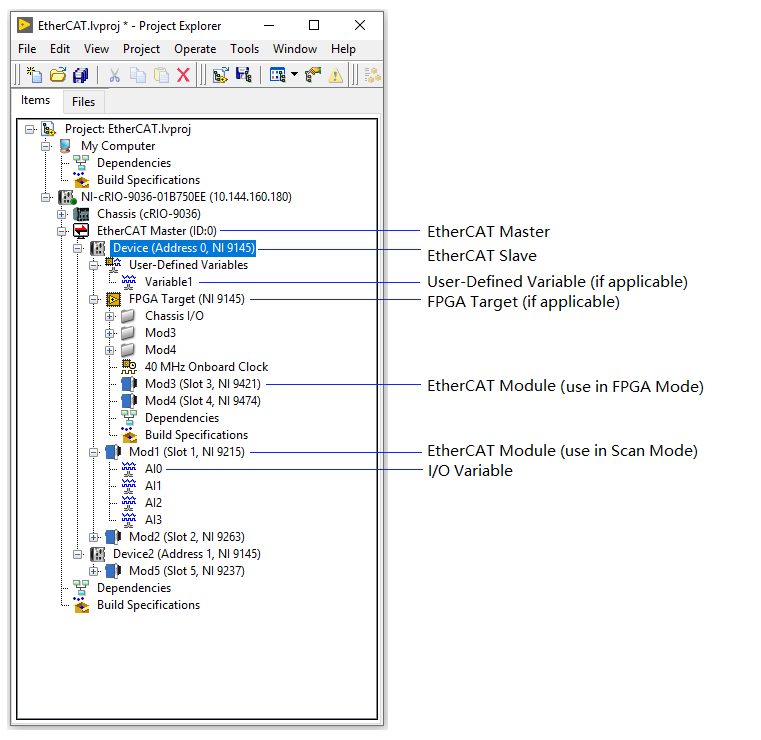 EtherCAT.lvproj * - Project Explorer
File Edit View Project Operate Tools Window Help
Items Files
Project: EtherCAT.lvproj
My Computer
Dependencies
Build Specifications
NI-cRIO-9036-01B750EE (10.144.160.180)
Chassis (cRIO-9036)
EtherCAT Master (ID:0) EtherCAT Master
Device (Address 0, NI 9145) EtherCAT Slave
User-Defined Variables
Variable1 User-Defined Variable (if applicable)
FPGA Target (NI 9145) FPGA Target (if applicable)
Chassis I/O
Mod3
Mod4
40 MHz Onboard Clock
Mod3 (Slot 3, NI 9421) EtherCAT Module (use in FPGA Mode)
Mod4 (Slot 4, NI 9474)
Dependencies
Build Specifications
Mod1 (Slot 1, NI 9215) EtherCAT Module (use in Scan Mode)
AI0 I/O Variable
AI1
AI2
AI3
Mod2 (Slot 2, NI 9263)
Device2 (Address 1, NI 9145)
Mod5 (Slot 5, NI 9237)
Dependencies
Build Specifications